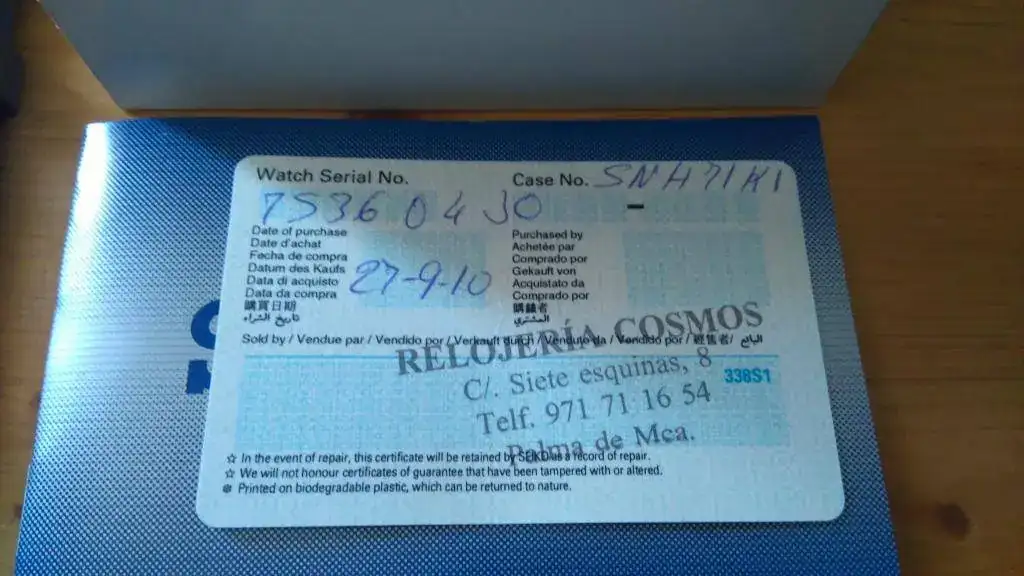 Watch Serial No.
Case No. SNH71K1
7S36 04J0
-
Date of purchase
Date d'achat
Fecha de compra
Datum des Kaufs
Data di acquisto
Data da compra
購買日期
تاريخ الشراء
27-9-10
Purchased by
Achetée par
Comprado por
Gekauft von
Acquistato da
Comprado por
購錶者
المشتري
Sold by / Vendue par / Vendido por / Verkauft durch / Venduto da / Vendido por / 經售者/ البائع
RELOJERÍA COSMOS
C/. Siete esquinas, 8
338S1
Telf. 971 71 16 54
Palma de Mca.
☆ In the event of repair, this certificate will be retained by SEIKO as a record of repair.
☆ We will not honour certificates of guarantee that have been tampered with or altered.
Printed on biodegradable plastic, which can be returned to nature.